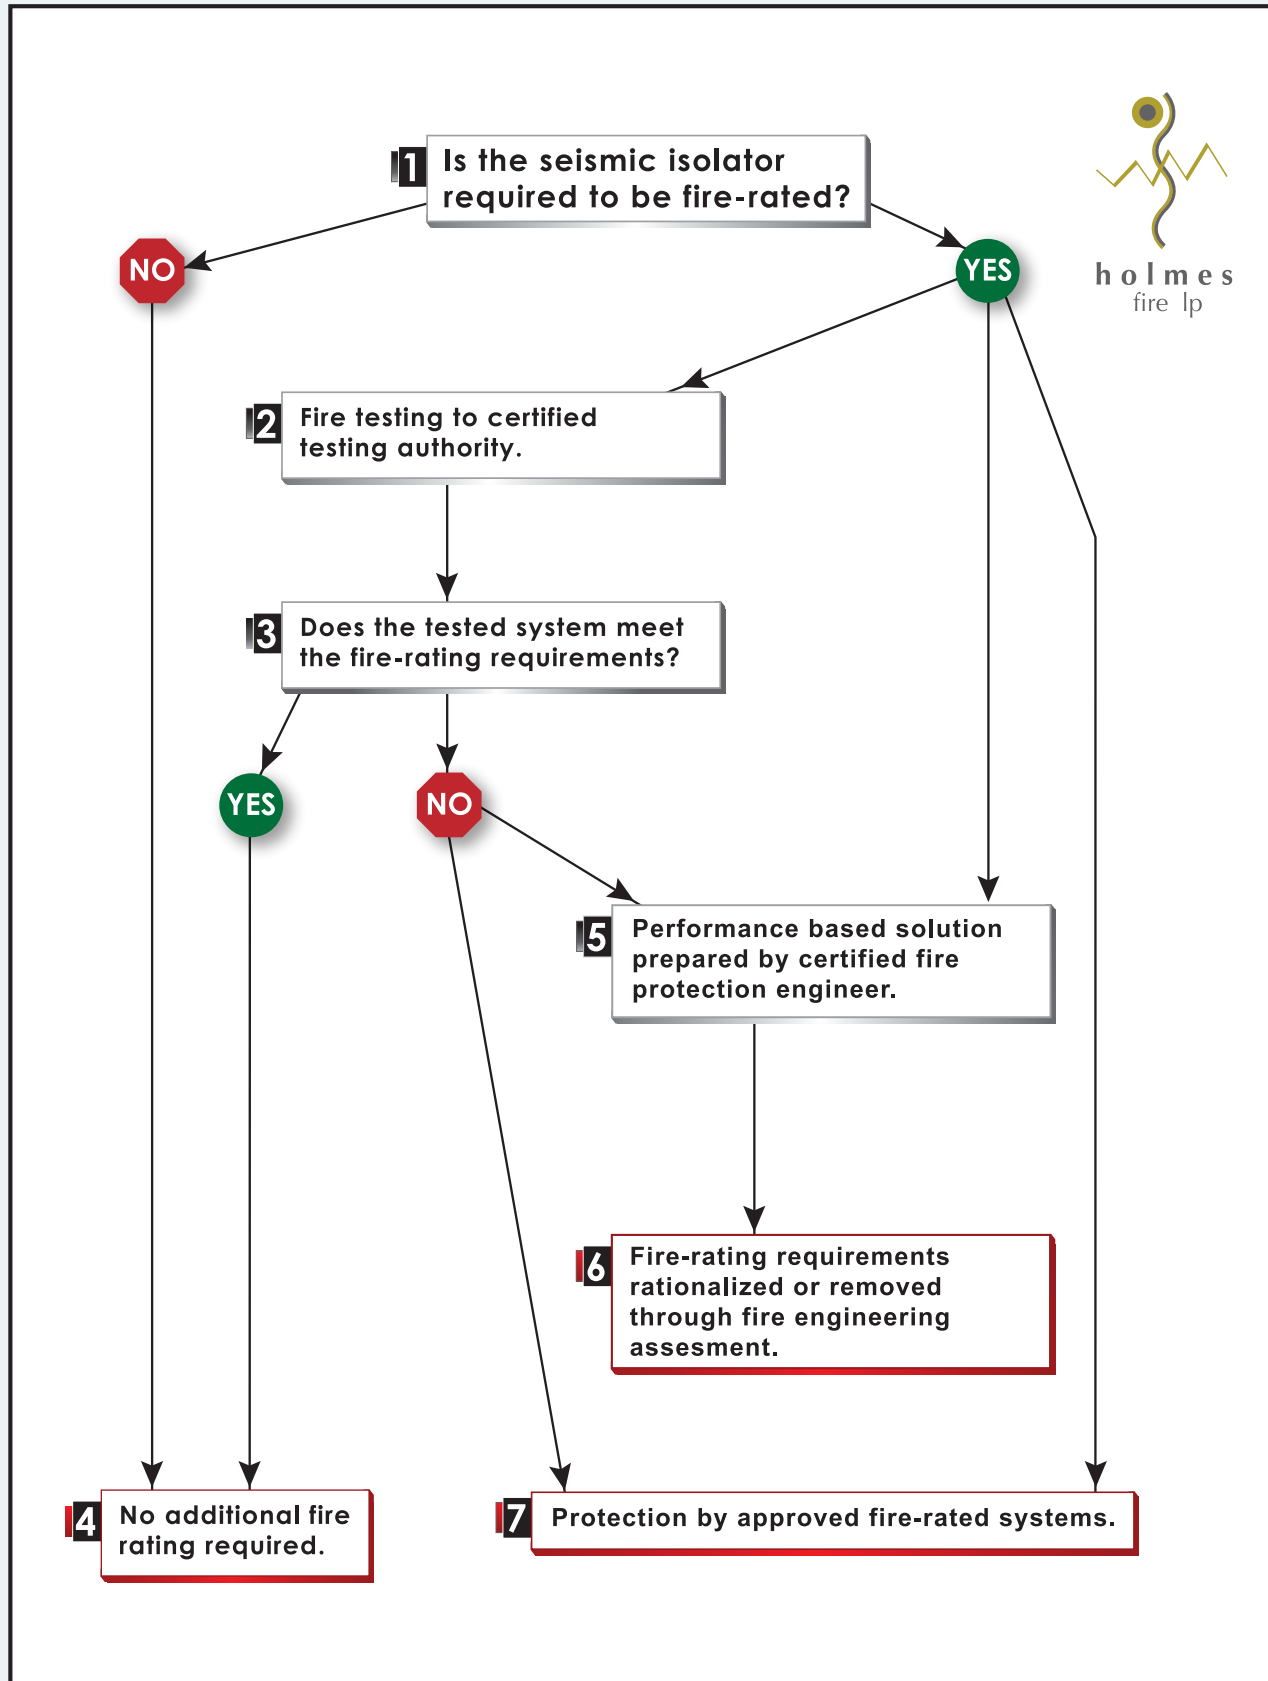 1
Is the seismic isolator
required to be fire-rated?
NO
YES
holmes
fire lp
2
Fire testing to certified
testing authority.
3
Does the tested system meet
the fire-rating requirements?
YES
NO
5
Performance based solution
prepared by certified fire
protection engineer.
6
Fire-rating requirements
rationalized or removed
through fire engineering
assesment.
4
No additional fire
rating required.
7
Protection by approved fire-rated systems.